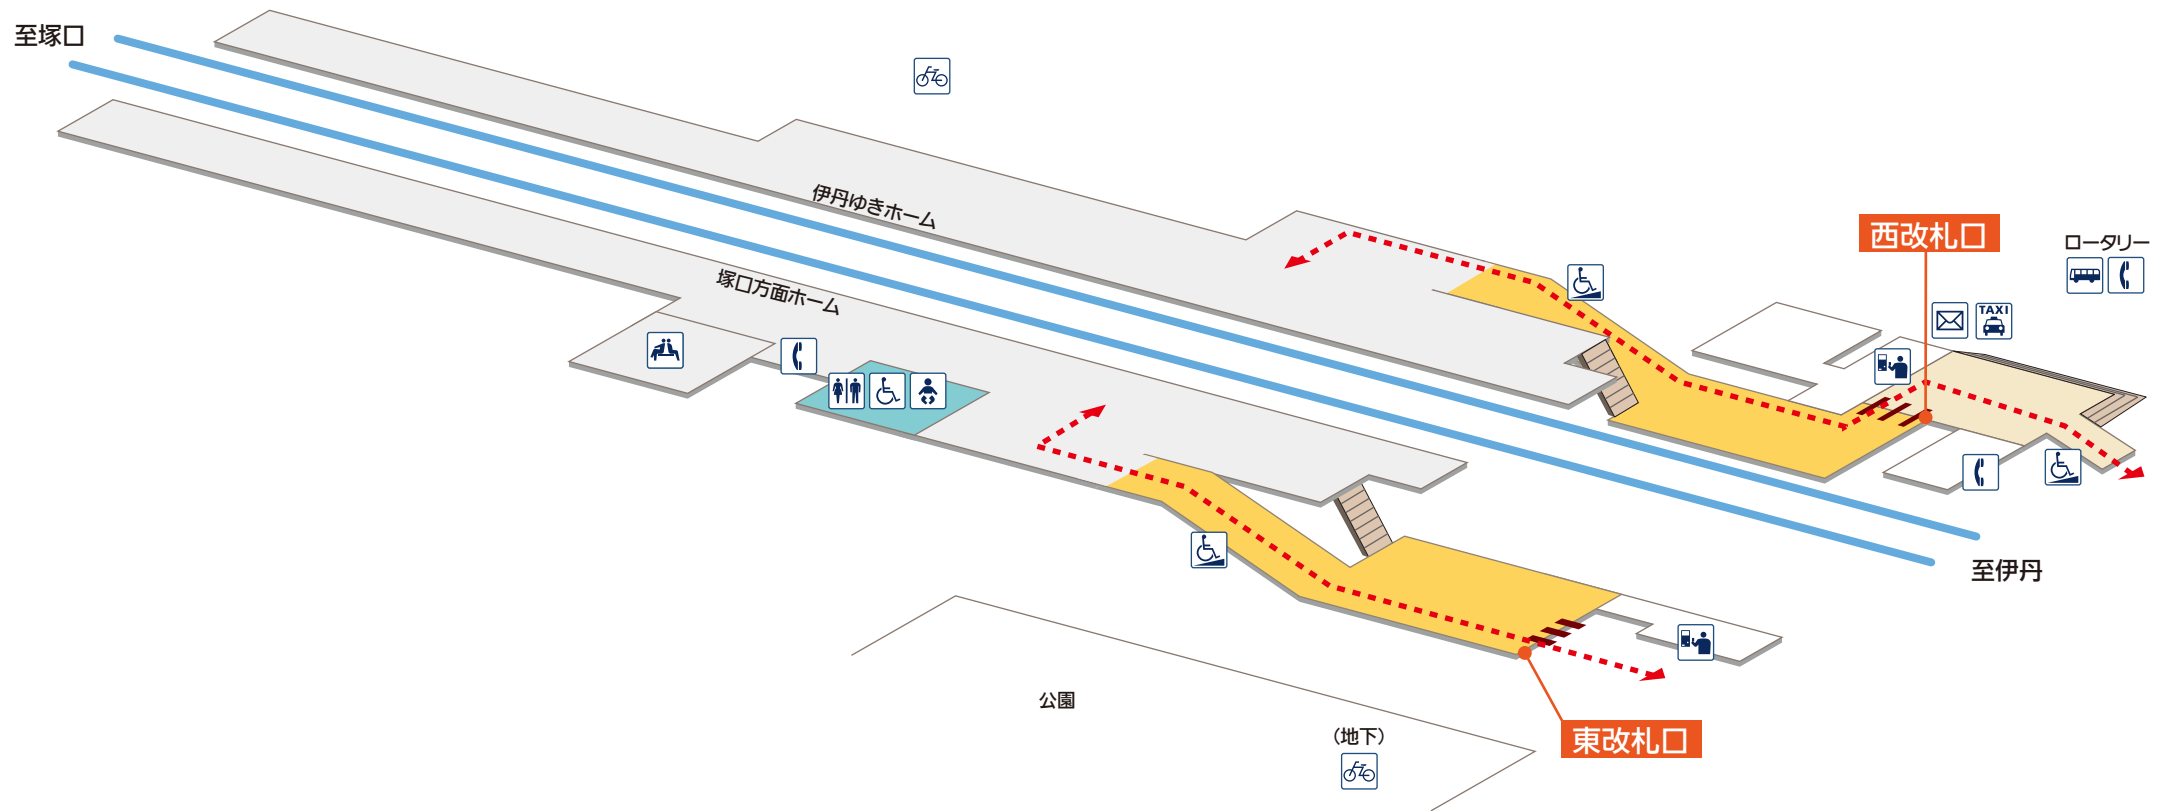 至塚口
伊丹ゆきホーム
塚口方面ホーム
西改札口
ロータリー
TAXI
至伊丹
公園
（地下）
東改札口